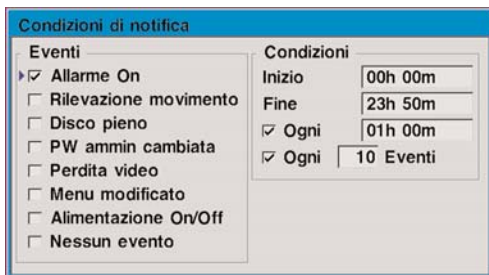 Condizioni di notifica
Eventi
Allarme On
Rilevazione movimento
Disco pieno
PW ammin cambiata
Perdita video
Menu modificato
Alimentazione On/Off
Nessun evento
Condizioni
Inizio 00h 00m
Fine 23h 50m
Ogni 01h 00m
Ogni 10 Eventi